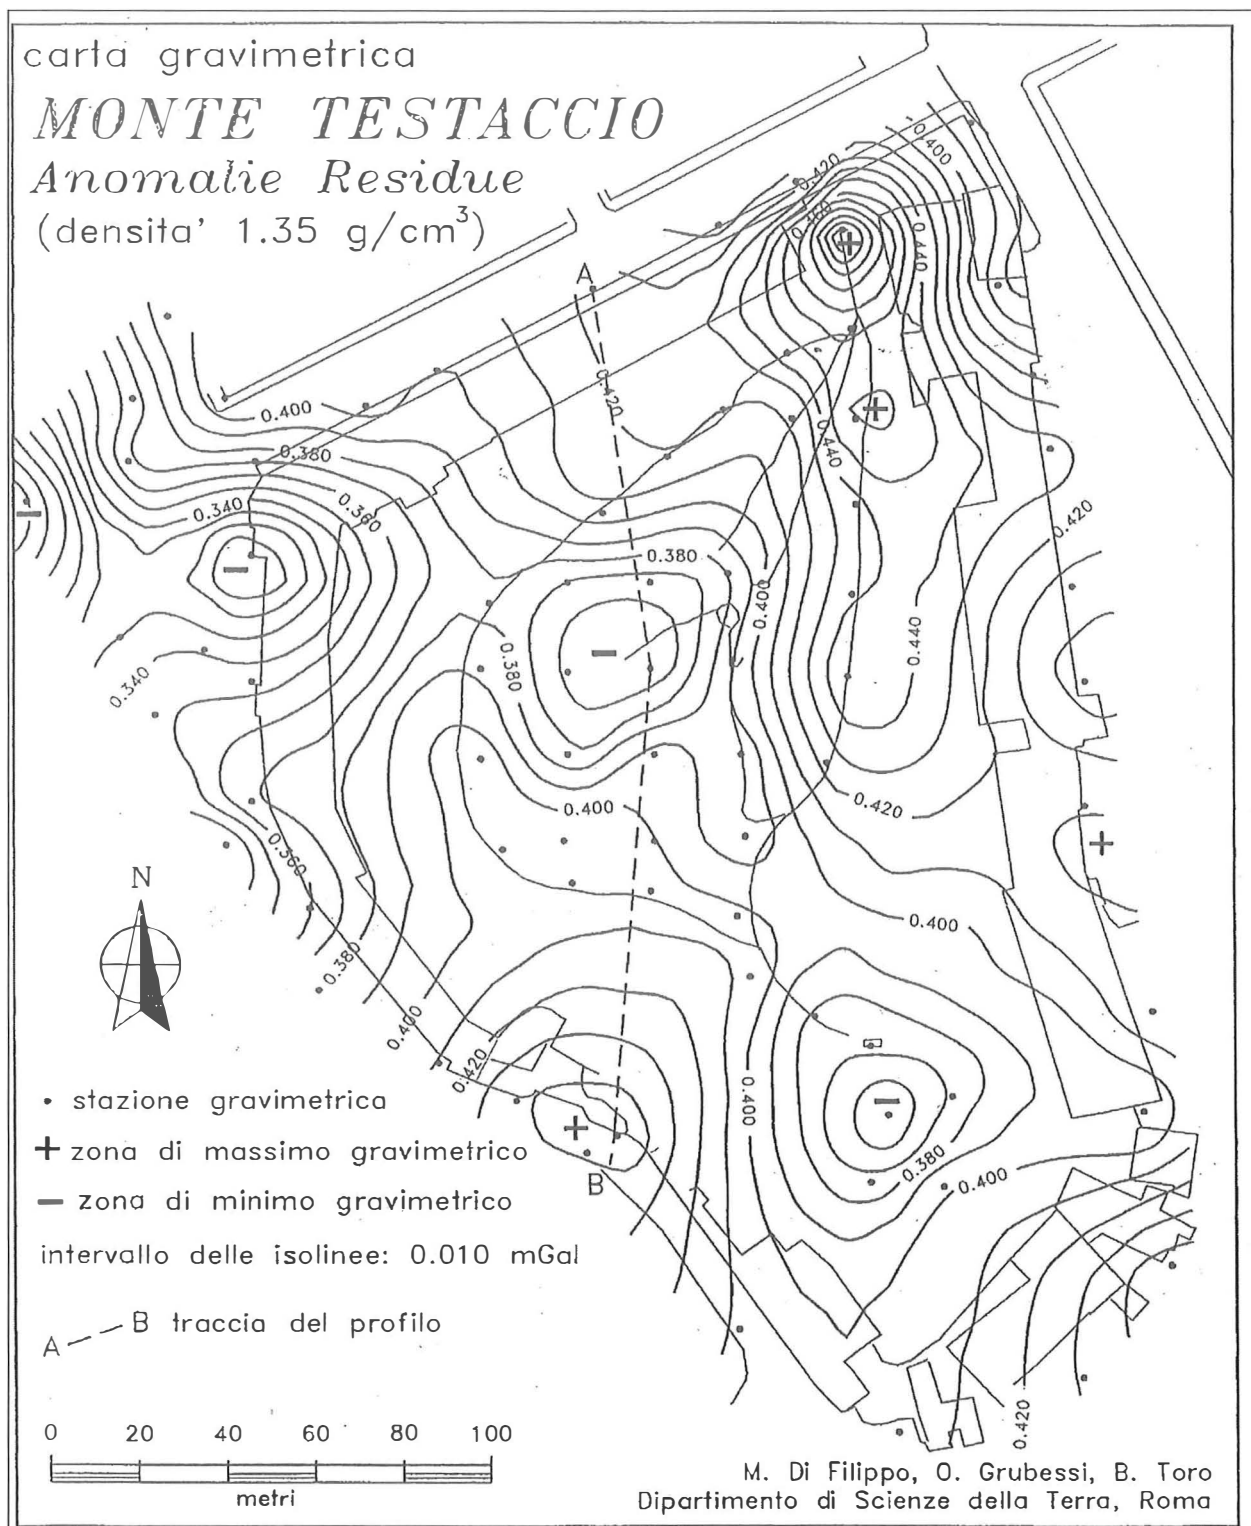 carta gravimetrica
MONTE TESTACCIO
Anomalie Residue
(densita' 1.35 g/cm³)
0.400
0.420
0.460
0.440
A
0.420
0.400
0.380
0.440
0.360
0.340
0.420
0.380
0.400
0.440
0.380
0.340
0.420
0.400
0.360
N
0.400
0.380
0.400
0.420
0.400
0.380
0.400
B
• stazione gravimetrica
+ zona di massimo gravimetrico
− zona di minimo gravimetrico
intervallo delle isolinee: 0.010 mGal
A B traccia del profilo
0.420
0 20 40 60 80 100
metri
M. Di Filippo, O. Grubessi, B. Toro
Dipartimento di Scienze della Terra, Roma